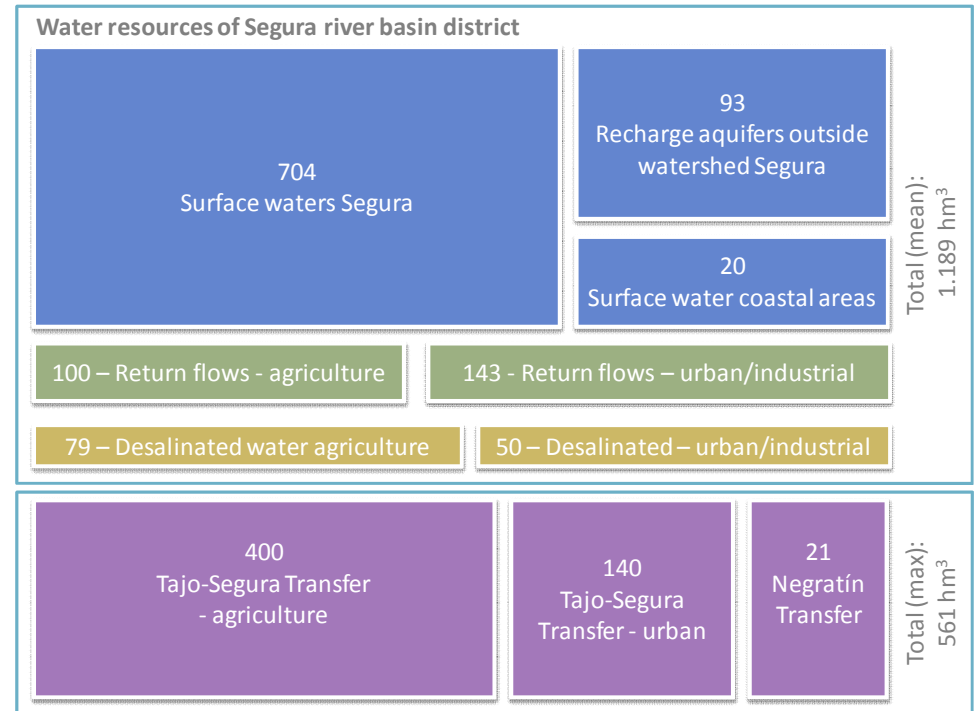 Water resources of Segura river basin district
704
Surface waters Segura
93
Recharge aquifers outside
watershed Segura
20
Surface water coastal areas
Total (mean):
1.189 hm³
100 – Return flows - agriculture
143 - Return flows – urban/industrial
79 – Desalinated water agriculture
50 – Desalinated – urban/industrial
400
Tajo-Segura Transfer
- agriculture
140
Tajo-Segura
Transfer - urban
21
Negratín
Transfer
Total (max):
561 hm³